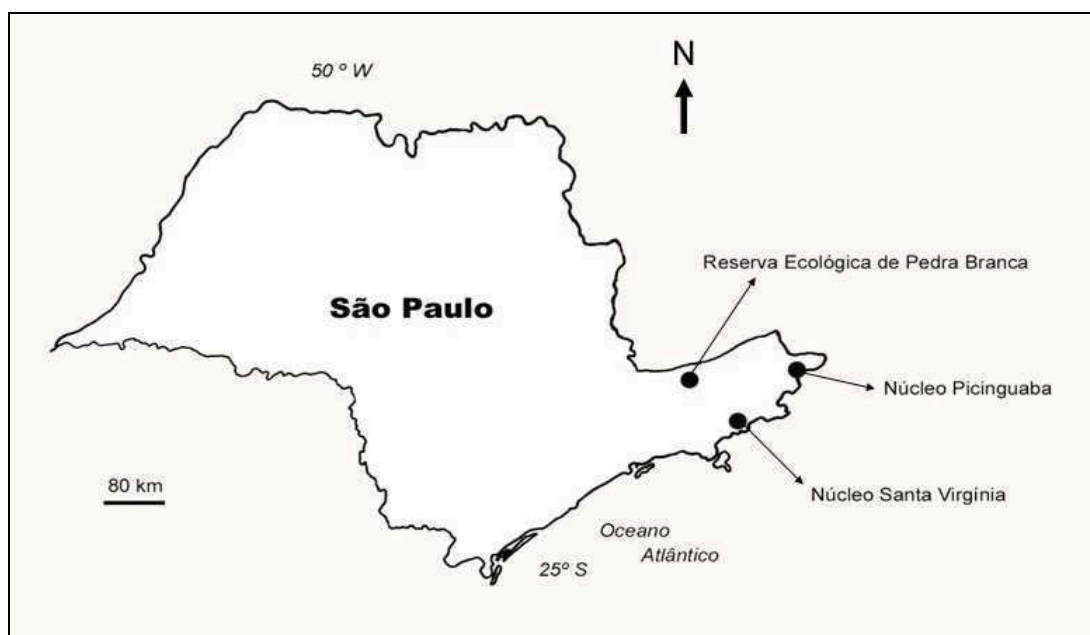 50 º W
N
Reserva Ecológica de Pedra Branca
São Paulo
Núcleo Picinguaba
80 km
Núcleo Santa Virgínia
Oceano
Atlântico
25º S